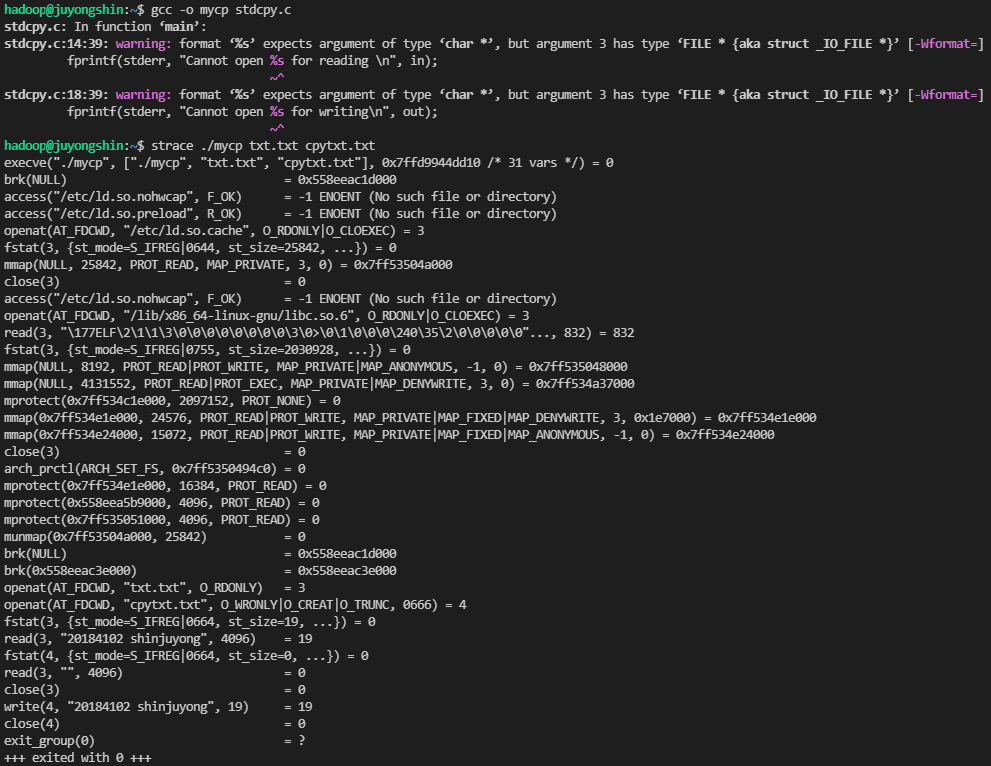 hadoop@juyongshin:~$ gcc -o mycp stdcpy.c
stdcpy.c: In function ‘main’:
stdcpy.c:14:39: warning: format ‘%s’ expects argument of type ‘char *’, but argument 3 has type ‘FILE * {aka struct _IO_FILE *}’ [-Wformat=]
         fprintf(stderr, "Cannot open %s for reading \n", in);
                                      ~^
stdcpy.c:18:39: warning: format ‘%s’ expects argument of type ‘char *’, but argument 3 has type ‘FILE * {aka struct _IO_FILE *}’ [-Wformat=]
         fprintf(stderr, "Cannot open %s for writing\n", out);
                                      ~^
hadoop@juyongshin:~$ strace ./mycp txt.txt cpytxt.txt
execve("./mycp", ["./mycp", "txt.txt", "cpytxt.txt"], 0x7ffd9944dd10 /* 31 vars */) = 0
brk(NULL)                               = 0x558eeac1d000
access("/etc/ld.so.nohwcap", F_OK)      = -1 ENOENT (No such file or directory)
access("/etc/ld.so.preload", R_OK)      = -1 ENOENT (No such file or directory)
openat(AT_FDCWD, "/etc/ld.so.cache", O_RDONLY|O_CLOEXEC) = 3
fstat(3, {st_mode=S_IFREG|0644, st_size=25842, ...}) = 0
mmap(NULL, 25842, PROT_READ, MAP_PRIVATE, 3, 0) = 0x7ff53504a000
close(3)                                = 0
access("/etc/ld.so.nohwcap", F_OK)      = -1 ENOENT (No such file or directory)
openat(AT_FDCWD, "/lib/x86_64-linux-gnu/libc.so.6", O_RDONLY|O_CLOEXEC) = 3
read(3, "\177ELF\2\1\1\3\0\0\0\0\0\0\0\0\3\0>\0\1\0\0\0\240\35\2\0\0\0\0\0"..., 832) = 832
fstat(3, {st_mode=S_IFREG|0755, st_size=2030928, ...}) = 0
mmap(NULL, 8192, PROT_READ|PROT_WRITE, MAP_PRIVATE|MAP_ANONYMOUS, -1, 0) = 0x7ff535048000
mmap(NULL, 4131552, PROT_READ|PROT_EXEC, MAP_PRIVATE|MAP_DENYWRITE, 3, 0) = 0x7ff534a37000
mprotect(0x7ff534c1e000, 2097152, PROT_NONE) = 0
mmap(0x7ff534e1e000, 24576, PROT_READ|PROT_WRITE, MAP_PRIVATE|MAP_FIXED|MAP_DENYWRITE, 3, 0x1e7000) = 0x7ff534e1e000
mmap(0x7ff534e24000, 15072, PROT_READ|PROT_WRITE, MAP_PRIVATE|MAP_FIXED|MAP_ANONYMOUS, -1, 0) = 0x7ff534e24000
close(3)                                = 0
arch_prctl(ARCH_SET_FS, 0x7ff5350494c0) = 0
mprotect(0x7ff534e1e000, 16384, PROT_READ) = 0
mprotect(0x558eea5b9000, 4096, PROT_READ) = 0
mprotect(0x7ff535051000, 4096, PROT_READ) = 0
munmap(0x7ff53504a000, 25842)           = 0
brk(NULL)                               = 0x558eeac1d000
brk(0x558eeac3e000)                     = 0x558eeac3e000
openat(AT_FDCWD, "txt.txt", O_RDONLY)   = 3
openat(AT_FDCWD, "cpytxt.txt", O_WRONLY|O_CREAT|O_TRUNC, 0666) = 4
fstat(3, {st_mode=S_IFREG|0664, st_size=19, ...}) = 0
read(3, "20184102 shinjuyong", 4096)    = 19
fstat(4, {st_mode=S_IFREG|0664, st_size=0, ...}) = 0
read(3, "", 4096)                       = 0
close(3)                                = 0
write(4, "20184102 shinjuyong", 19)     = 19
close(4)                                = 0
exit_group(0)                           = ?
+++ exited with 0 +++